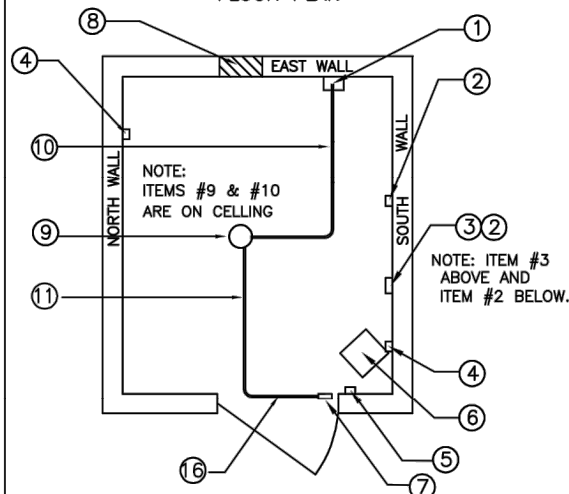 FLOOR PLAN
8
1
4
EAST WALL
2
10
WALL
NORTH WALL
NOTE:
ITEMS #9 & #10
ARE ON CELLING
9
SOUTH
3 2
NOTE: ITEM #3
ABOVE AND
ITEM #2 BELOW.
11
4
6
5
16
7